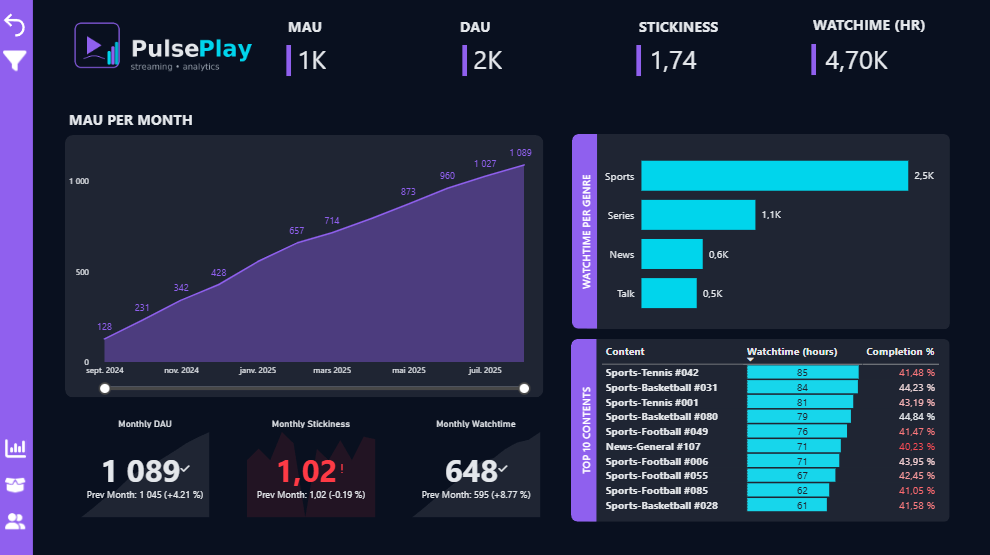 PulsePlay
streaming • analytics
MAU
1K
DAU
2K
STICKINESS
1,74
WATCHIME (HR)
4,70K
MAU PER MONTH
1 000
500
0
128
231
342
428
657
714
873
960
1 027
1 089
sept. 2024
nov. 2024
janv. 2025
mars 2025
mai 2025
juil. 2025
WATCHTIME PER GENRE
Sports 2,5K
Series 1,1K
News 0,6K
Talk 0,5K
TOP 10 CONTENTS
Content Watchtime (hours) Completion %
Sports-Tennis #042 85 41,48 %
Sports-Basketball #031 84 44,23 %
Sports-Tennis #001 81 43,19 %
Sports-Basketball #080 79 44,84 %
Sports-Football #049 76 41,47 %
News-General #107 71 40,23 %
Sports-Football #006 71 43,95 %
Sports-Football #055 67 42,45 %
Sports-Football #085 62 41,05 %
Sports-Basketball #028 61 41,58 %
Monthly DAU
1 089
Prev Month: 1 045 (+4.21 %)
Monthly Stickiness
1,02 !
Prev Month: 1,02 (-0.19 %)
Monthly Watchtime
648
Prev Month: 595 (+8.77 %)